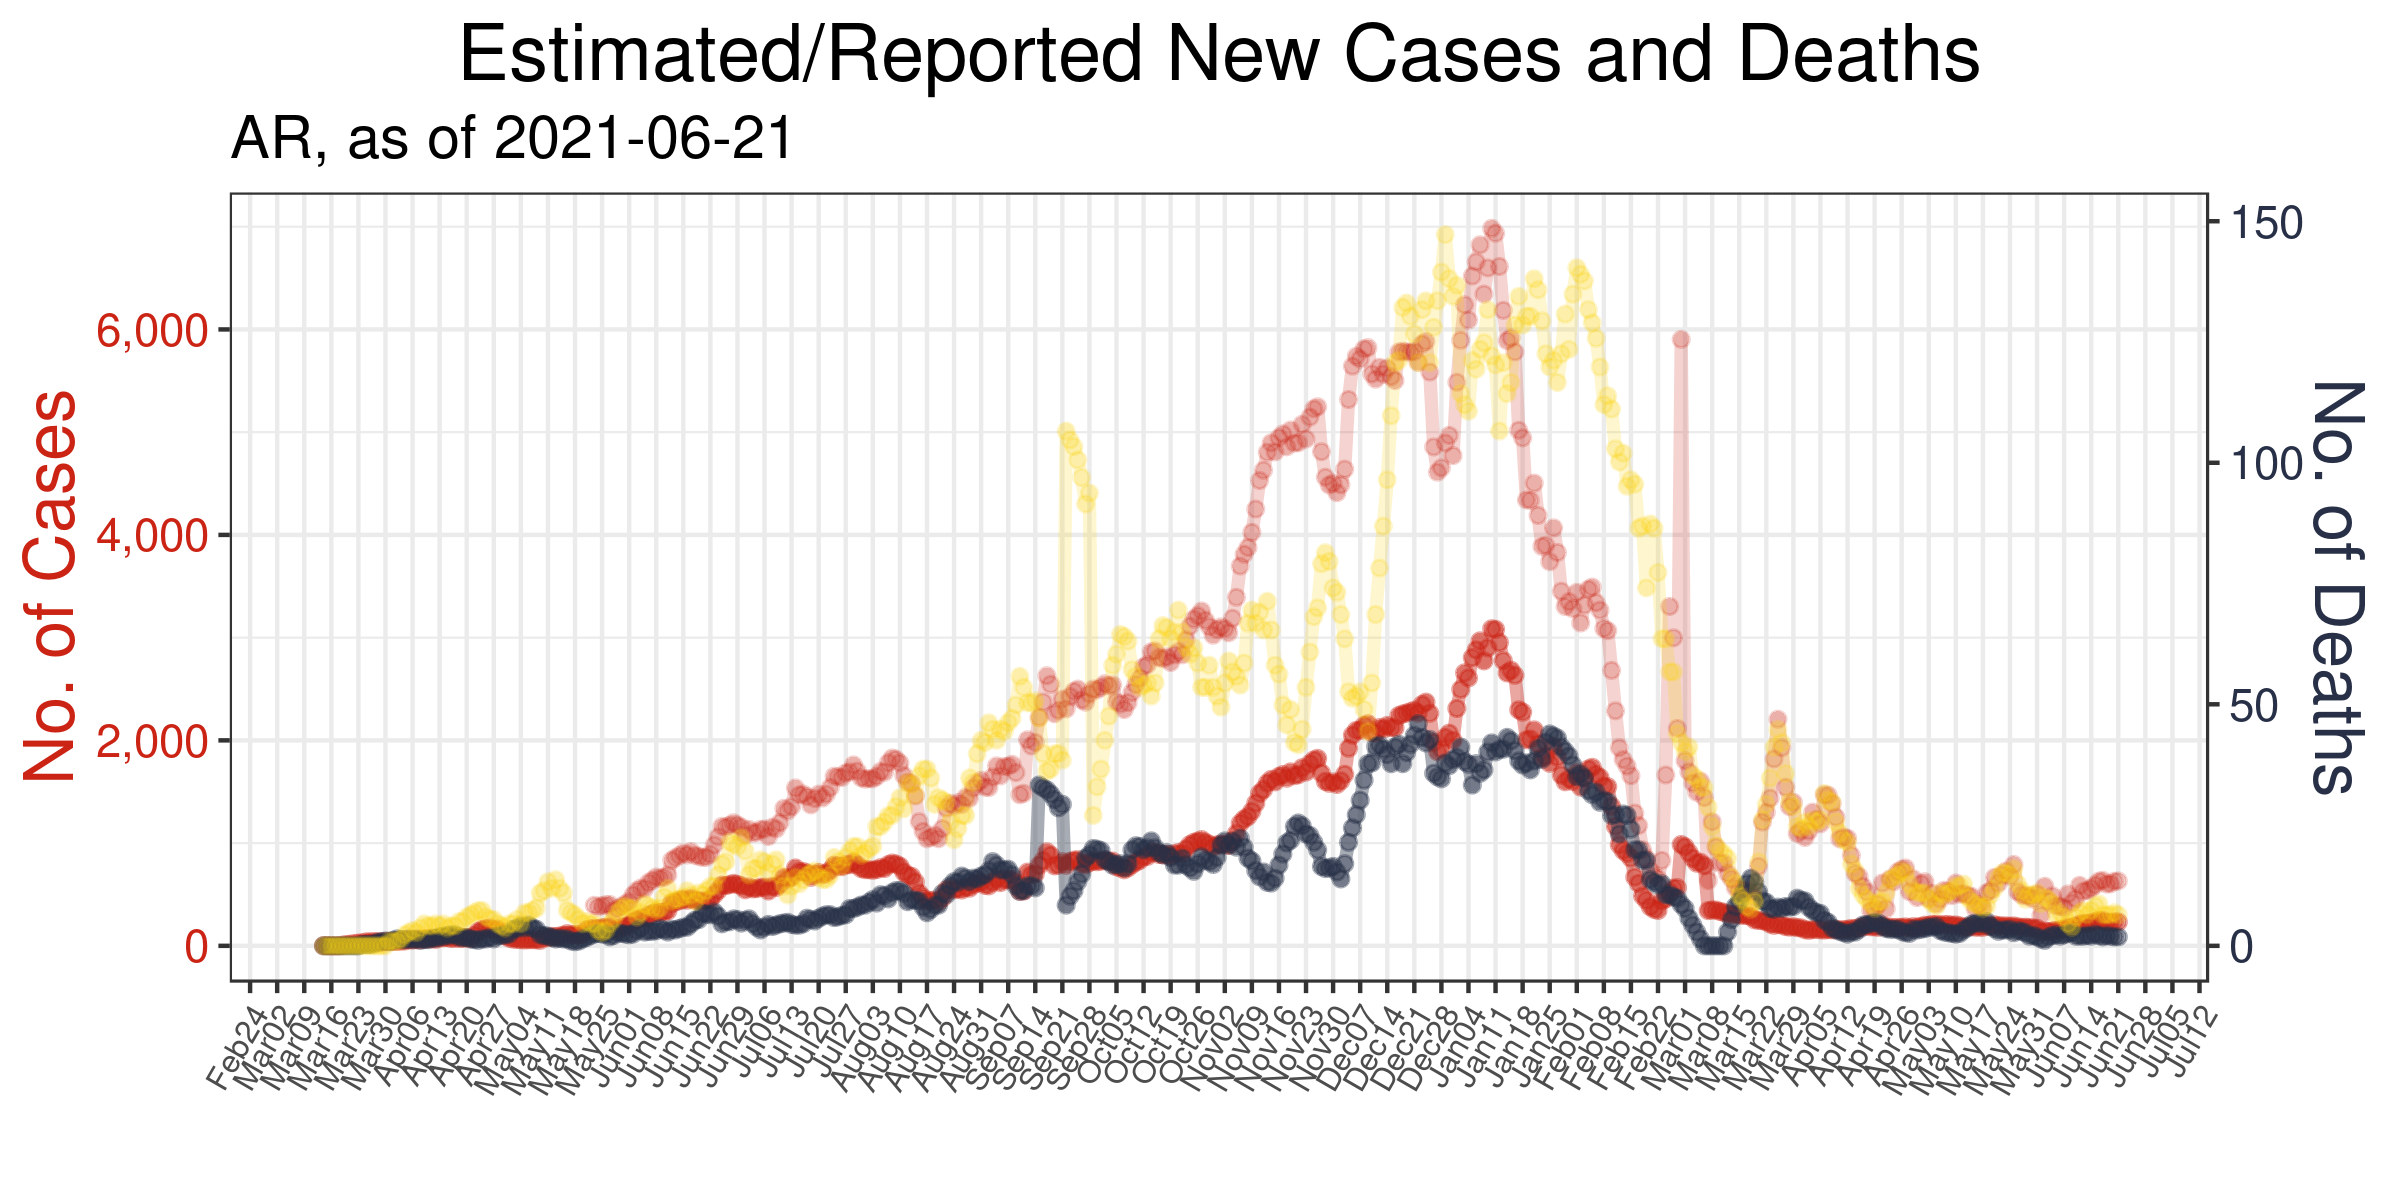 Estimated/Reported New Cases and Deaths
AR, as of 2021-06-21
No. of Cases
6,000
4,000
2,000
0
150
100
50
0
No. of Deaths
Feb24
Mar02
Mar09
Mar16
Mar23
Mar30
Apr06
Apr13
Apr20
Apr27
May04
May11
May18
May25
Jun01
Jun08
Jun15
Jun22
Jun29
Jul06
Jul13
Jul20
Jul27
Aug03
Aug10
Aug17
Aug24
Aug31
Sep07
Sep14
Sep21
Sep28
Oct05
Oct12
Oct19
Oct26
Nov02
Nov09
Nov16
Nov23
Nov30
Dec07
Dec14
Dec21
Dec28
Jan04
Jan11
Jan18
Jan25
Feb01
Feb08
Feb15
Feb22
Mar01
Mar08
Mar15
Mar22
Mar29
Apr05
Apr12
Apr19
Apr26
May03
May10
May17
May24
May31
Jun07
Jun14
Jun21
Jun28
Jul05
Jul12